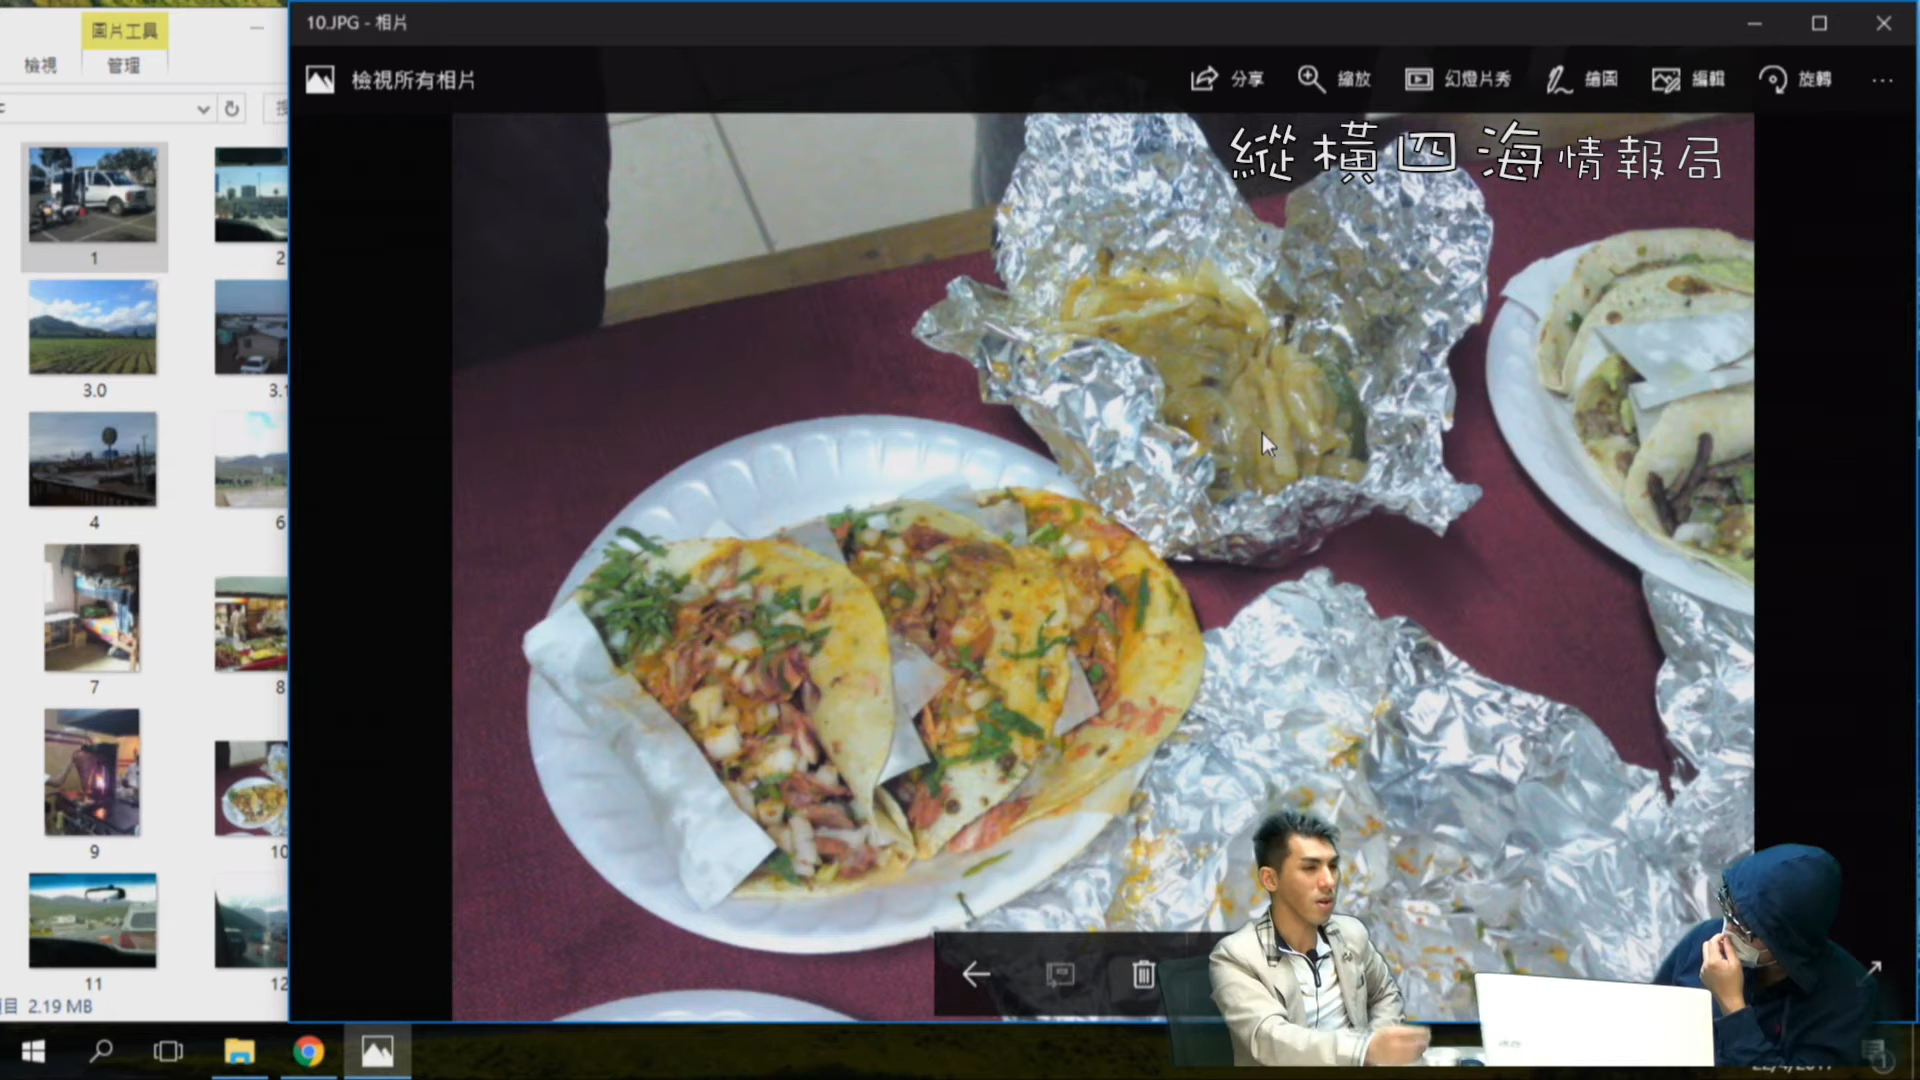 圖片工具
檢視
管理
10.JPG - 相片
檢視所有相片
分享
縮放
幻燈片秀
繪圖
編輯
旋轉
縱橫四海情報局
1
2
3.0
3.1
4
6
7
8
9
10
11
12
2.19 MB